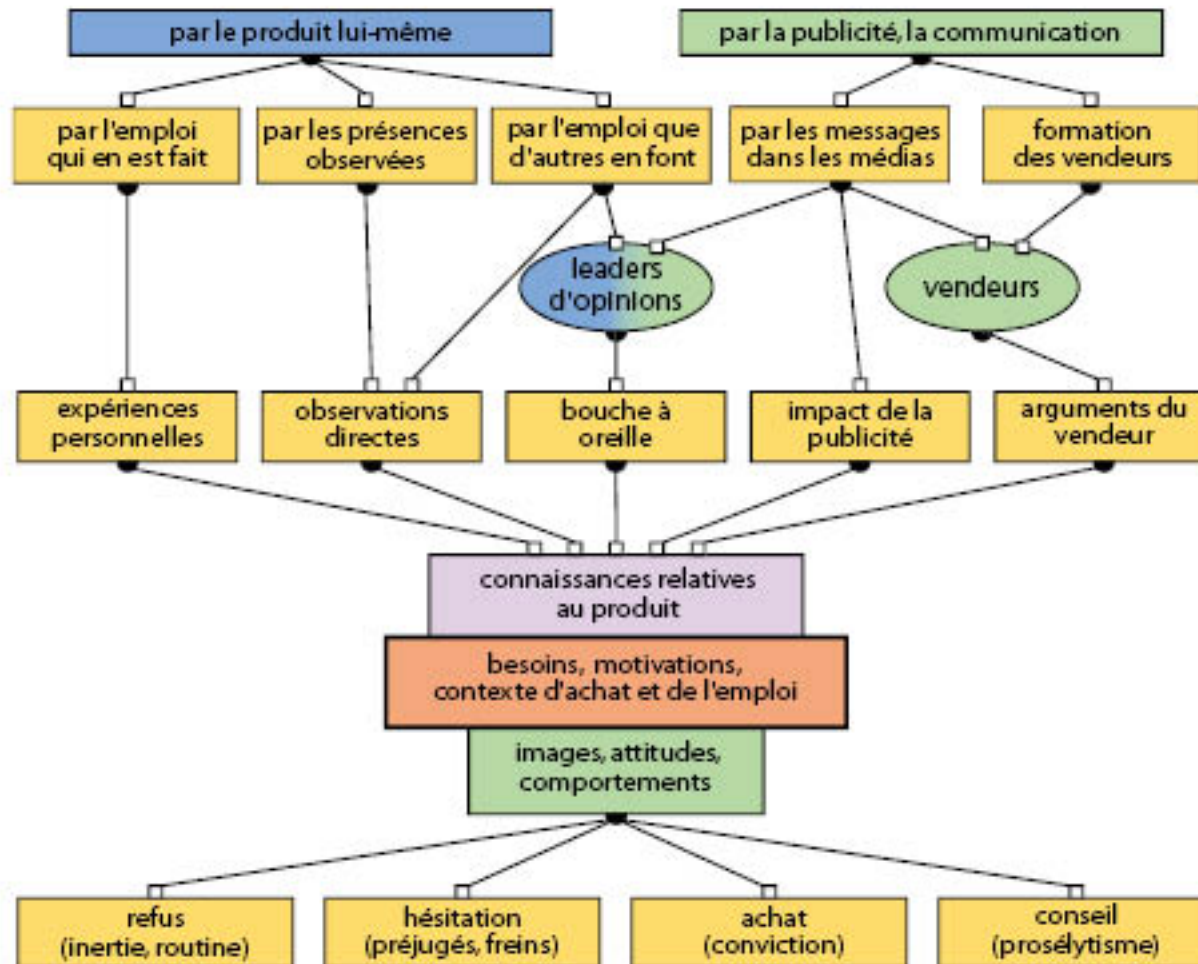 par le produit lui-même
par la publicité, la communication
par l'emploi
qui en est fait
par les présences
observées
par l'emploi que
d'autres en font
par les messages
dans les médias
formation
des vendeurs
leaders
d'opinions
vendeurs
expériences
personnelles
observations
directes
bouche à
oreille
impact de la
publicité
arguments du
vendeur
connaissances relatives
au produit
besoins, motivations,
contexte d'achat et de l'emploi
images, attitudes,
comportements
refus
(inertie, routine)
hésitation
(préjugés, freins)
achat
(conviction)
conseil
(prosélytisme)